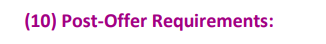 (10) Post-Offer Requirements: